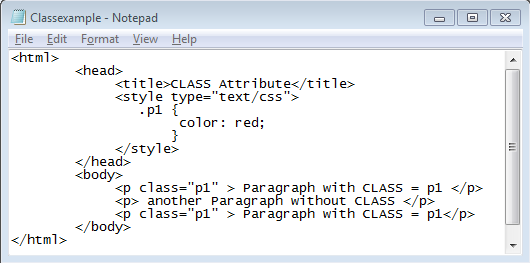 Classexample - Notepad
File Edit Format View Help
<html>
<head>
<title>CLASS Attribute</title>
<style type="text/css">
.p1 {
color: red;
}
</style>
</head>
<body>
<p class="p1" > Paragraph with CLASS = p1 </p>
<p> another Paragraph without CLASS </p>
<p class="p1" > Paragraph with CLASS = p1</p>
</body>
</html>